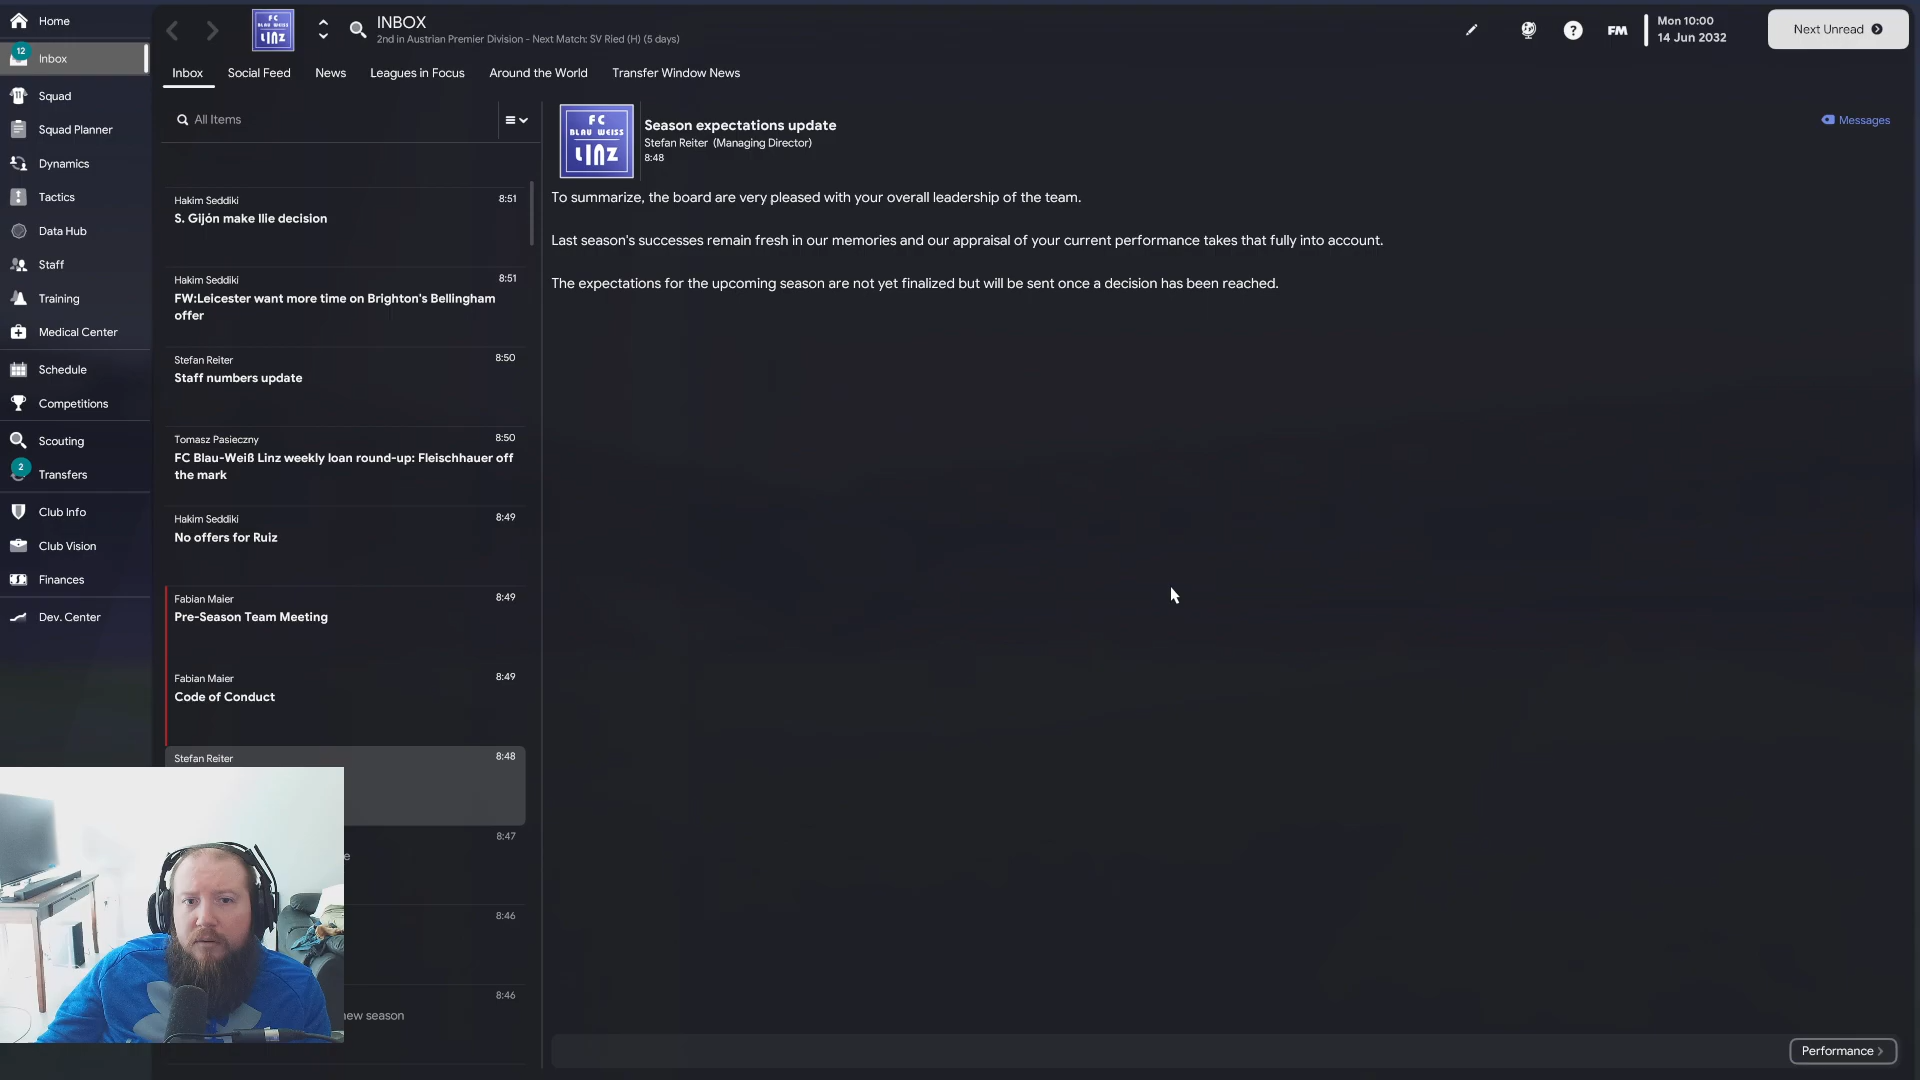 Home
12
Inbox
Squad
Squad Planner
Dynamics
Tactics
Data Hub
Staff
Training
Medical Center
Schedule
Competitions
Scouting
2
Transfers
Club Info
Club Vision
Finances
Dev. Center
FC
BLAU WEISS
LINZ
INBOX
2nd in Austrian Premier Division - Next Match: SV Ried (H) (5 days)
FM
Mon 10:00
14 Jun 2032
Next Unread
Inbox
Social Feed
News
Leagues in Focus
Around the World
Transfer Window News
All Items
Hakim Seddiki
8:51
S. Gijón make Ilie decision
Hakim Seddiki
8:51
FW:Leicester want more time on Brighton's Bellingham
offer
Stefan Reiter
8:50
Staff numbers update
Tomasz Pasieczny
8:50
FC Blau-Weiß Linz weekly loan round-up: Fleischhauer off
the mark
Hakim Seddiki
8:49
No offers for Ruiz
Fabian Maier
8:49
Pre-Season Team Meeting
Fabian Maier
8:49
Code of Conduct
Stefan Reiter
8:48
8:47
8:46
8:46
new season
FC
BLAU WEISS
LINZ
Season expectations update
Stefan Reiter (Managing Director)
8:48
Messages
To summarize, the board are very pleased with your overall leadership of the team.
Last season's successes remain fresh in our memories and our appraisal of your current performance takes that fully into account.
The expectations for the upcoming season are not yet finalized but will be sent once a decision has been reached.
Performance